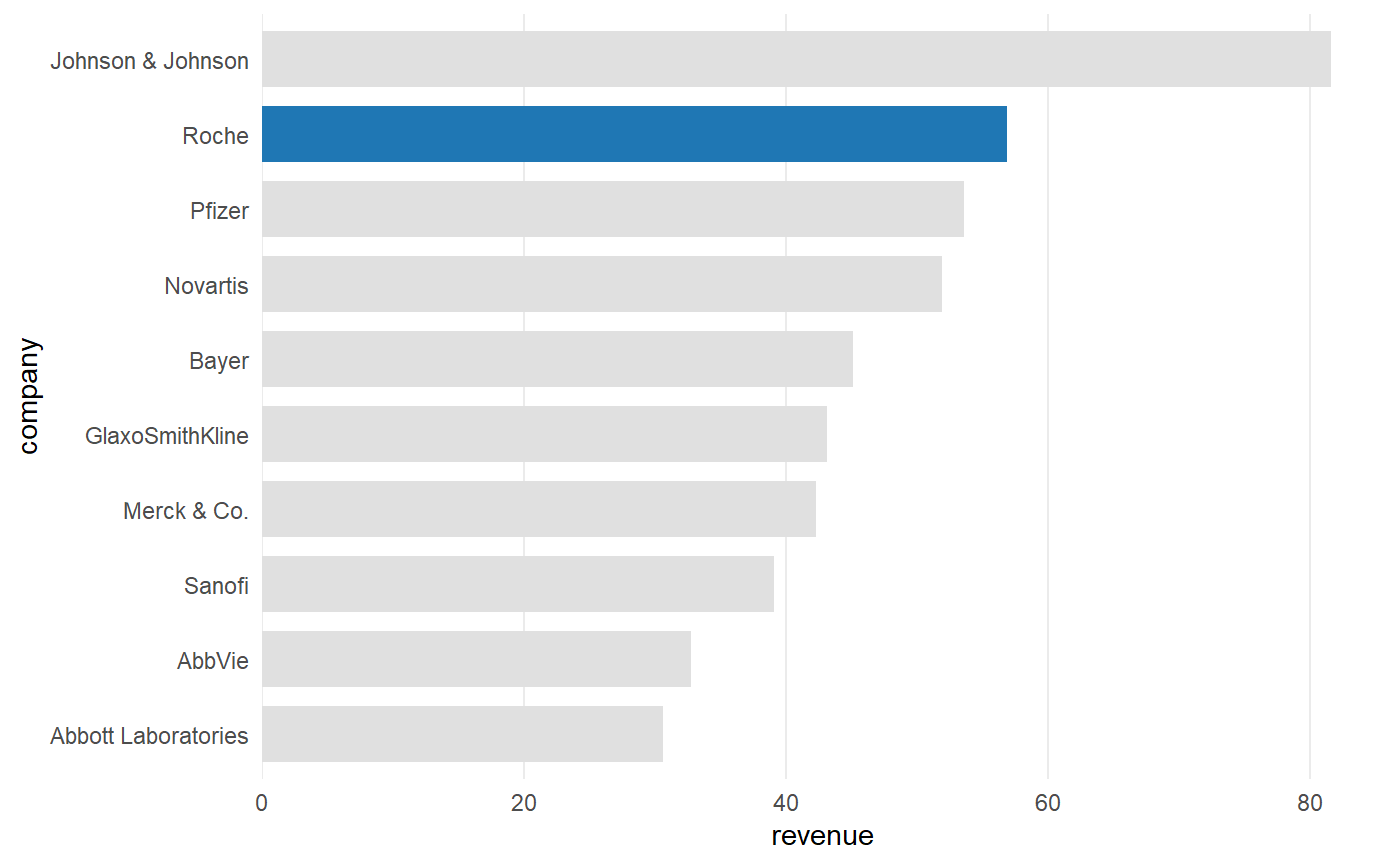 Johnson & Johnson
Roche
Pfizer
Novartis
Bayer
GlaxoSmithKline
Merck & Co.
Sanofi
AbbVie
Abbott Laboratories
company
0 20 40 60 80
revenue